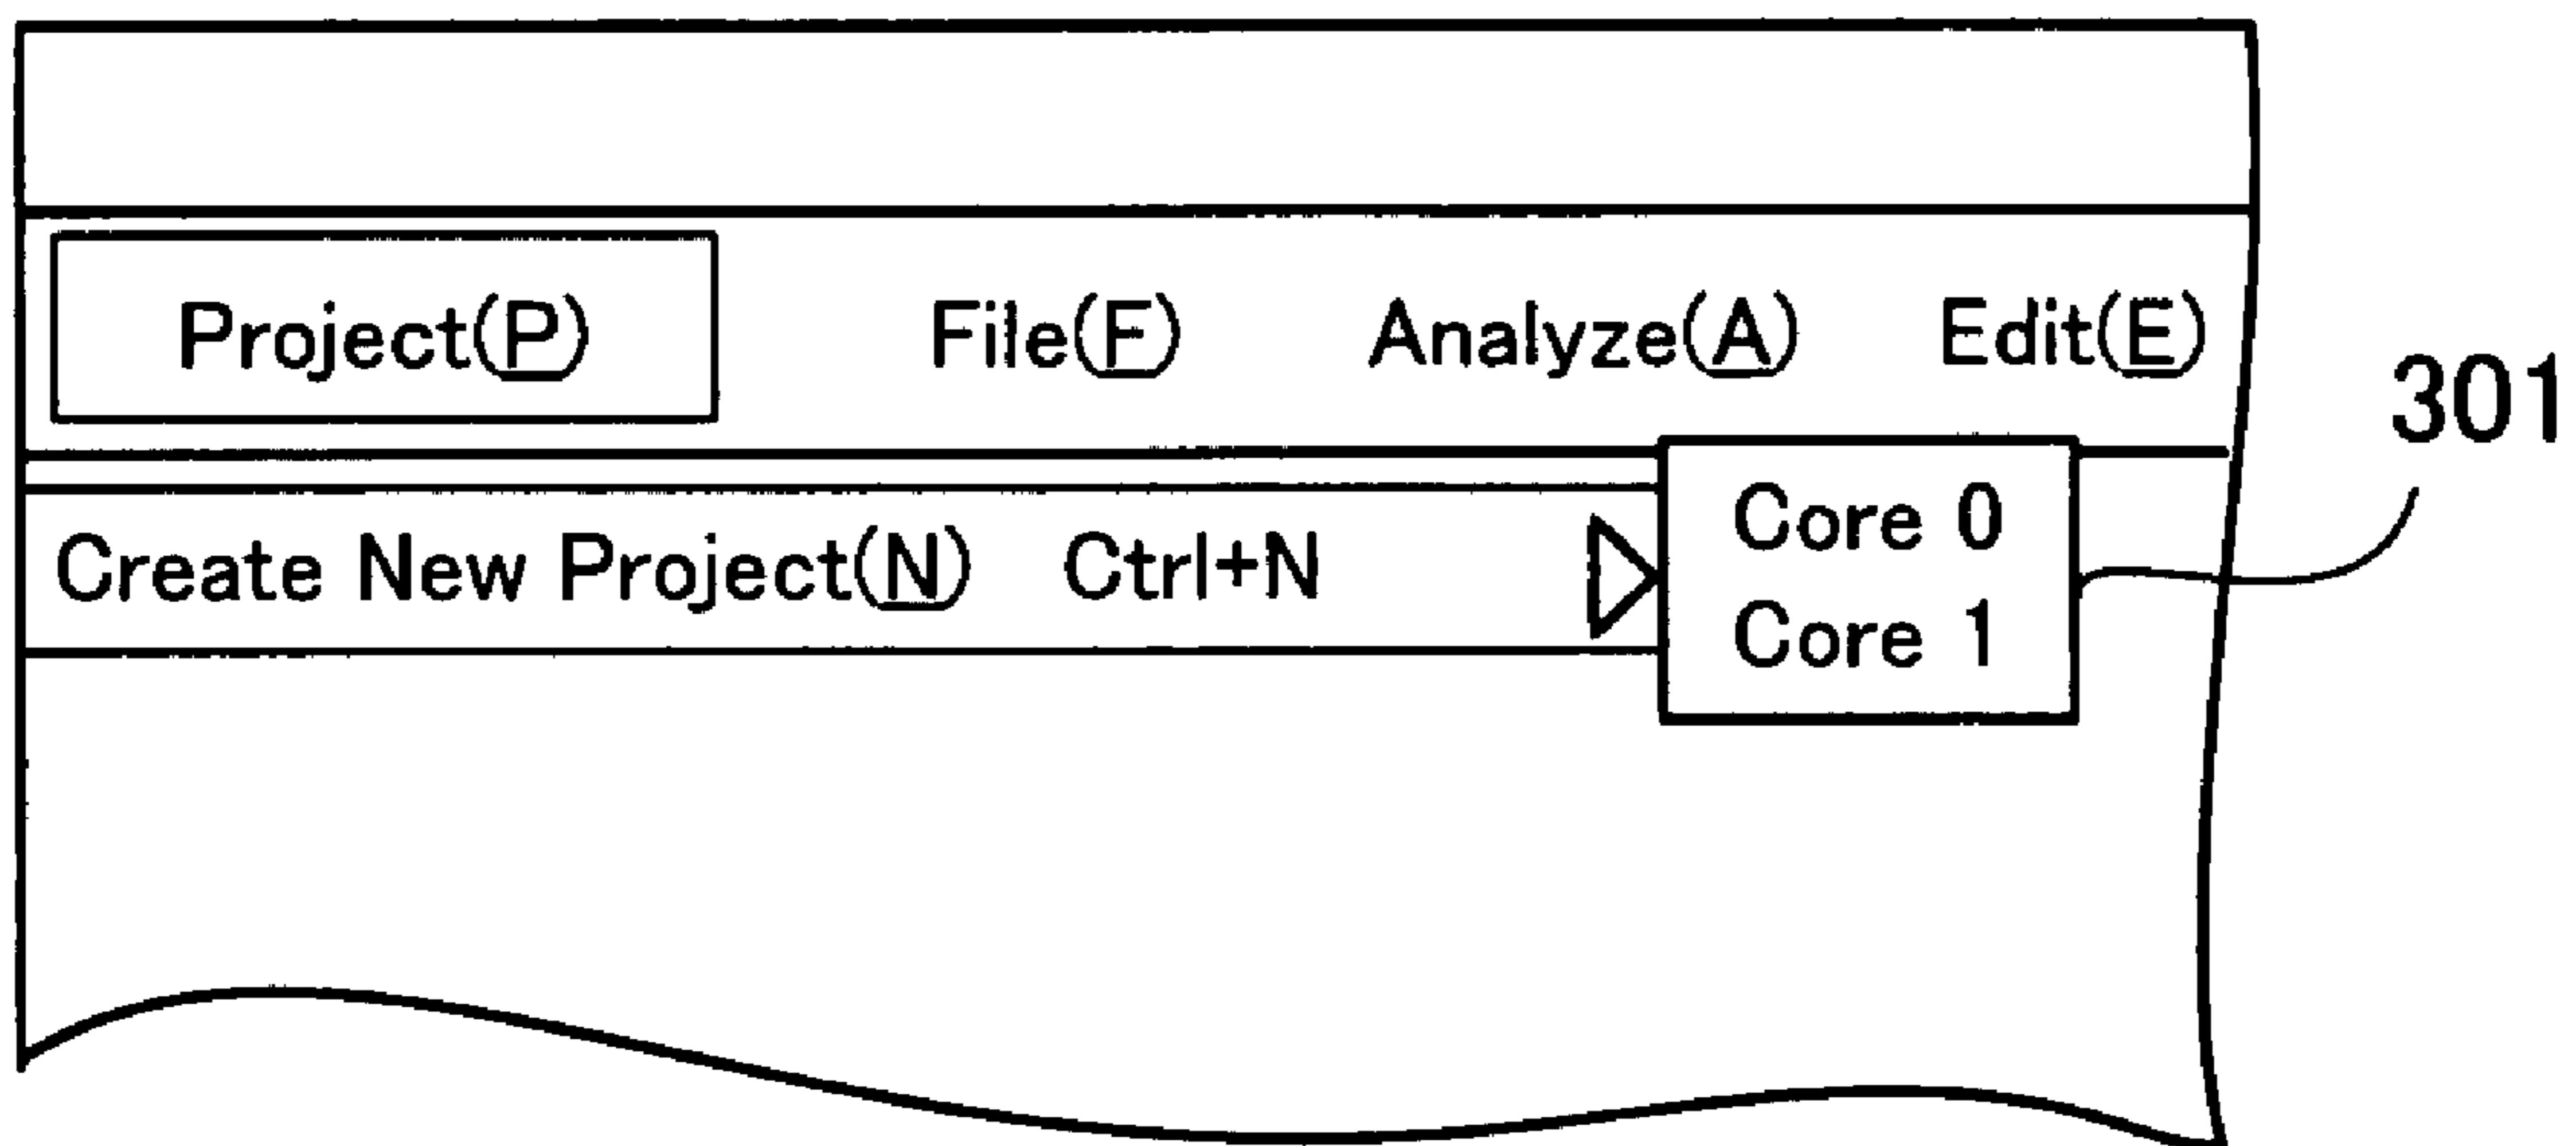 Project(P) File(F) Analyze(A) Edit(E)
301
Create New Project(N) Ctrl+N
Core 0
Core 1